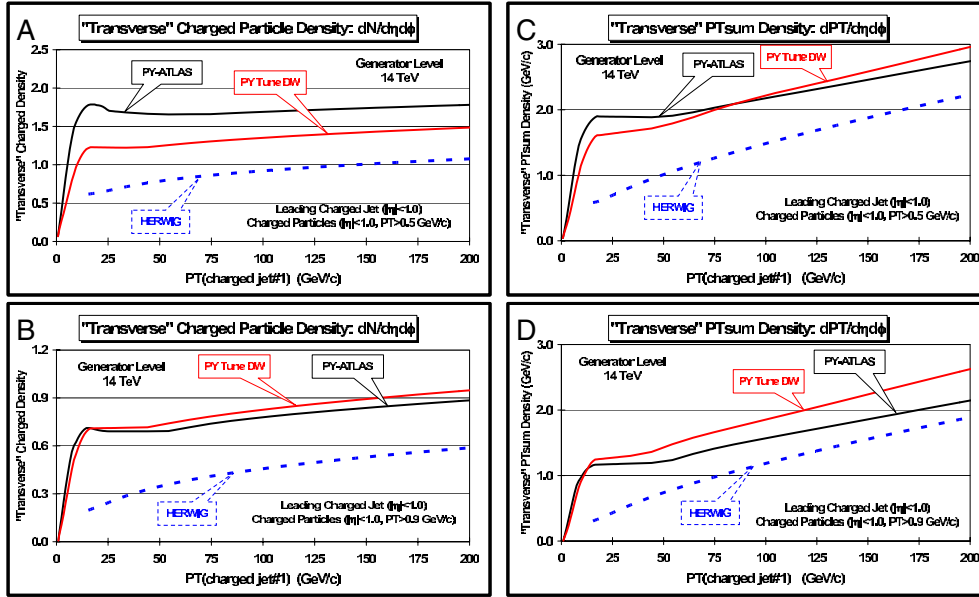 A
"Transverse" Charged Particle Density: dN/dηdφ
2.5
2.0
1.5
1.0
0.5
0.0
"Transverse" Charged Density
PY-ATLAS
Generator Level
14 TeV
PY Tune DW
HERWIG
Leading Charged Jet (|η|<1.0)
Charged Particles (|η|<1.0, PT>0.5 GeV/c)
0 25 50 75 100 125 150 175 200
PT(charged jet#1) (GeV/c)
B
"Transverse" Charged Particle Density: dN/dηdφ
1.2
0.9
0.6
0.3
0.0
"Transverse" Charged Density
Generator Level
14 TeV
PY Tune DW
PY-ATLAS
HERWIG
Leading Charged Jet (|η|<1.0)
Charged Particles (|η|<1.0, PT>0.9 GeV/c)
0 25 50 75 100 125 150 175 200
PT(charged jet#1) (GeV/c)
C
"Transverse" PTsum Density: dPT/dηdφ
3.0
2.0
1.0
0.0
"Transverse" PTsum Density (GeV/c)
Generator Level
14 TeV
PY-ATLAS
PY Tune DW
HERWIG
Leading Charged Jet (|η|<1.0)
Charged Particles (|η|<1.0, PT>0.5 GeV/c)
0 25 50 75 100 125 150 175 200
PT(charged jet#1) (GeV/c)
D
"Transverse" PTsum Density: dPT/dηdφ
3.0
2.0
1.0
0.0
"Transverse" PTsum Density (GeV/c)
Generator Level
14 TeV
PY Tune DW
PY-ATLAS
HERWIG
Leading Charged Jet (|η|<1.0)
Charged Particles (|η|<1.0, PT>0.9 GeV/c)
0 25 50 75 100 125 150 175 200
PT(charged jet#1) (GeV/c)